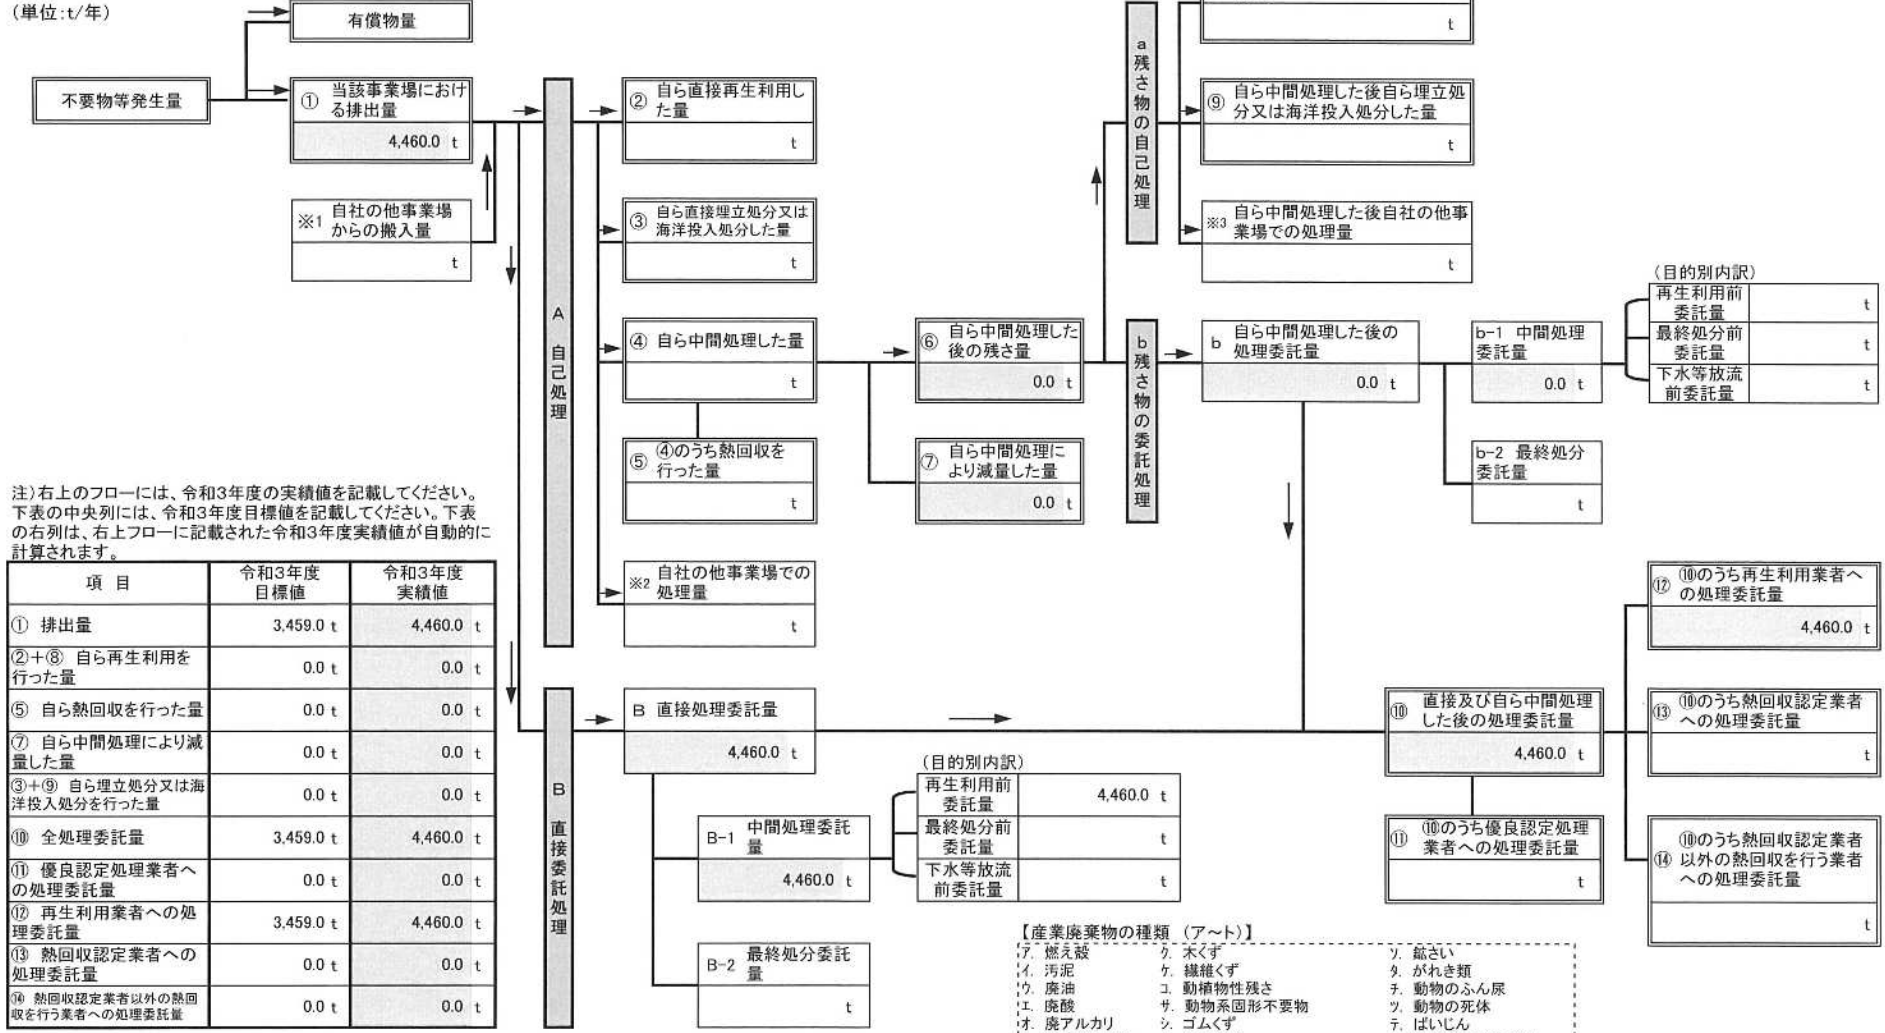 (単位:t/年)
有償物量
不要物等発生量
① 当該事業場におけ
る排出量
4,460.0 t
※1 自社の他事業場
からの搬入量
t
A 自己処理
② 自ら直接再生利用し
た量
t
③ 自ら直接埋立処分又は
海洋投入処分した量
t
④ 自ら中間処理した量
t
⑤ ④のうち熱回収を
行った量
t
※2 自社の他事業場での
処理量
t
⑥ 自ら中間処理した
後の残さ量
0.0 t
⑦ 自ら中間処理に
より減量した量
0.0 t
a 残さ物の自己処理
t
⑨ 自ら中間処理した後自ら埋立処
分又は海洋投入処分した量
t
※3 自ら中間処理した後自社の他事
業場での処理量
t
b 残さ物の委託処理
b 自ら中間処理した後の
処理委託量
0.0 t
b-1 中間処理
委託量
0.0 t
b-2 最終処分
委託量
t
(目的別内訳)
再生利用前
委託量
t
最終処分前
委託量
t
下水等放流
前委託量
t
注)右上のフローには、令和3年度の実績値を記載してください。
下表の中央列には、令和3年度目標値を記載してください。下表
の右列は、右上フローに記載された令和3年度実績値が自動的に
計算されます。
項 目
令和3年度
目標値
令和3年度
実績値
① 排出量 3,459.0 t 4,460.0 t
②+⑧ 自ら再生利用を
行った量 0.0 t 0.0 t
⑤ 自ら熱回収を行った量 0.0 t 0.0 t
⑦ 自ら中間処理により減
量した量 0.0 t 0.0 t
③+⑨ 自ら埋立処分又は海
洋投入処分を行った量 0.0 t 0.0 t
⑩ 全処理委託量 3,459.0 t 4,460.0 t
⑪ 優良認定処理業者へ
の処理委託量 0.0 t 0.0 t
⑫ 再生利用業者への処
理委託量 3,459.0 t 4,460.0 t
⑬ 熱回収認定業者への
処理委託量 0.0 t 0.0 t
⑭ 熱回収認定業者以外の熱回
収を行う業者への処理委託量 0.0 t 0.0 t
B 直接委託処理
B 直接処理委託量
4,460.0 t
B-1 中間処理委託
量
4,460.0 t
B-2 最終処分委託
量
t
(目的別内訳)
再生利用前
委託量
4,460.0 t
最終処分前
委託量
t
下水等放流
前委託量
t
⑩ 直接及び自ら中間処理
した後の処理委託量
4,460.0 t
⑪ ⑩のうち優良認定処理
業者への処理委託量
t
⑫ ⑩のうち再生利用業者へ
の処理委託量
4,460.0 t
⑬ ⑩のうち熱回収認定業者
への処理委託量
t
⑭ ⑩のうち熱回収認定業者
以外の熱回収を行う業者
への処理委託量
t
【産業廃棄物の種類 (ア~ト)】
ア. 燃え殻 ク. 木くず ソ. 鉱さい
イ. 汚泥 ケ. 繊維くず タ. がれき類
ウ. 廃油 コ. 動植物性残さ チ. 動物のふん尿
エ. 廃酸 サ. 動物系固形不要物 ツ. 動物の死体
オ. 廃アルカリ シ. ゴムくず テ. ばいじん